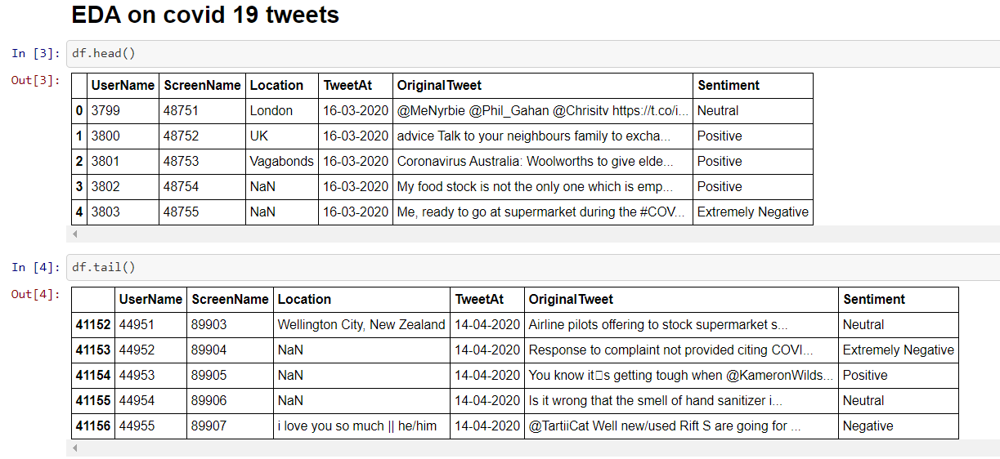 EDA on covid 19 tweets
In [3]: df.head()
Out[3]:
UserName ScreenName Location TweetAt OriginalTweet Sentiment
0 3799 48751 London 16-03-2020 @MeNyrbie @Phil_Gahan @Chrisitv https://t.co/i... Neutral
1 3800 48752 UK 16-03-2020 advice Talk to your neighbours family to excha... Positive
2 3801 48753 Vagabonds 16-03-2020 Coronavirus Australia: Woolworths to give elde... Positive
3 3802 48754 NaN 16-03-2020 My food stock is not the only one which is emp... Positive
4 3803 48755 NaN 16-03-2020 Me, ready to go at supermarket during the #COV... Extremely Negative
In [4]: df.tail()
Out[4]:
UserName ScreenName Location TweetAt OriginalTweet Sentiment
41152 44951 89903 Wellington City, New Zealand 14-04-2020 Airline pilots offering to stock supermarket s... Neutral
41153 44952 89904 NaN 14-04-2020 Response to complaint not provided citing COVI... Extremely Negative
41154 44953 89905 NaN 14-04-2020 You know it□s getting tough when @KameronWilds... Positive
41155 44954 89906 NaN 14-04-2020 Is it wrong that the smell of hand sanitizer i... Neutral
41156 44955 89907 i love you so much || he/him 14-04-2020 @TartiiCat Well new/used Rift S are going for ... Negative